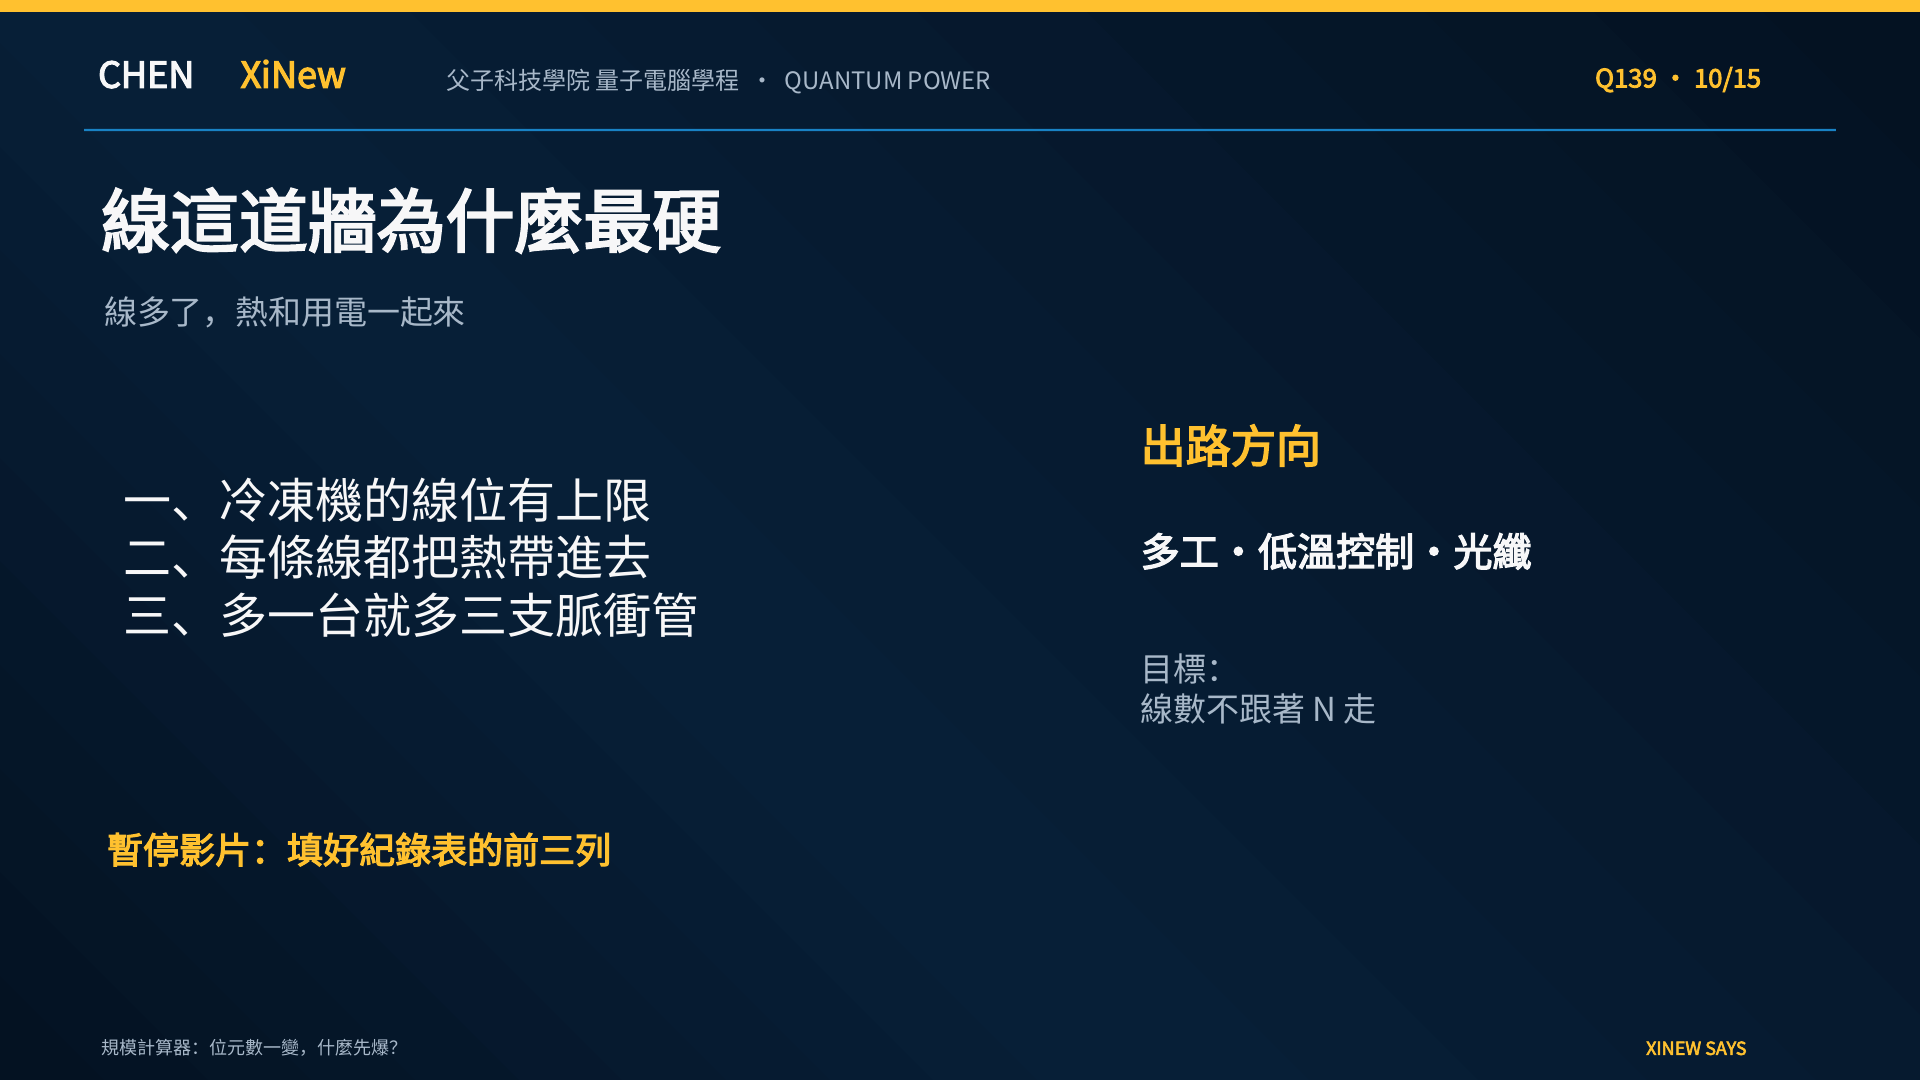 CHEN XiNew 父子科技學院 量子電腦學程 · QUANTUM POWER Q139 · 10/15
線這道牆為什麼最硬
線多了，熱和用電一起來
一、冷凍機的線位有上限
二、每條線都把熱帶進去
三、多一台就多三支脈衝管
出路方向
多工·低溫控制·光纖
目標：
線數不跟著 N 走
暫停影片：填好紀錄表的前三列
規模計算器：位元數一變，什麼先爆？
XINEW SAYS